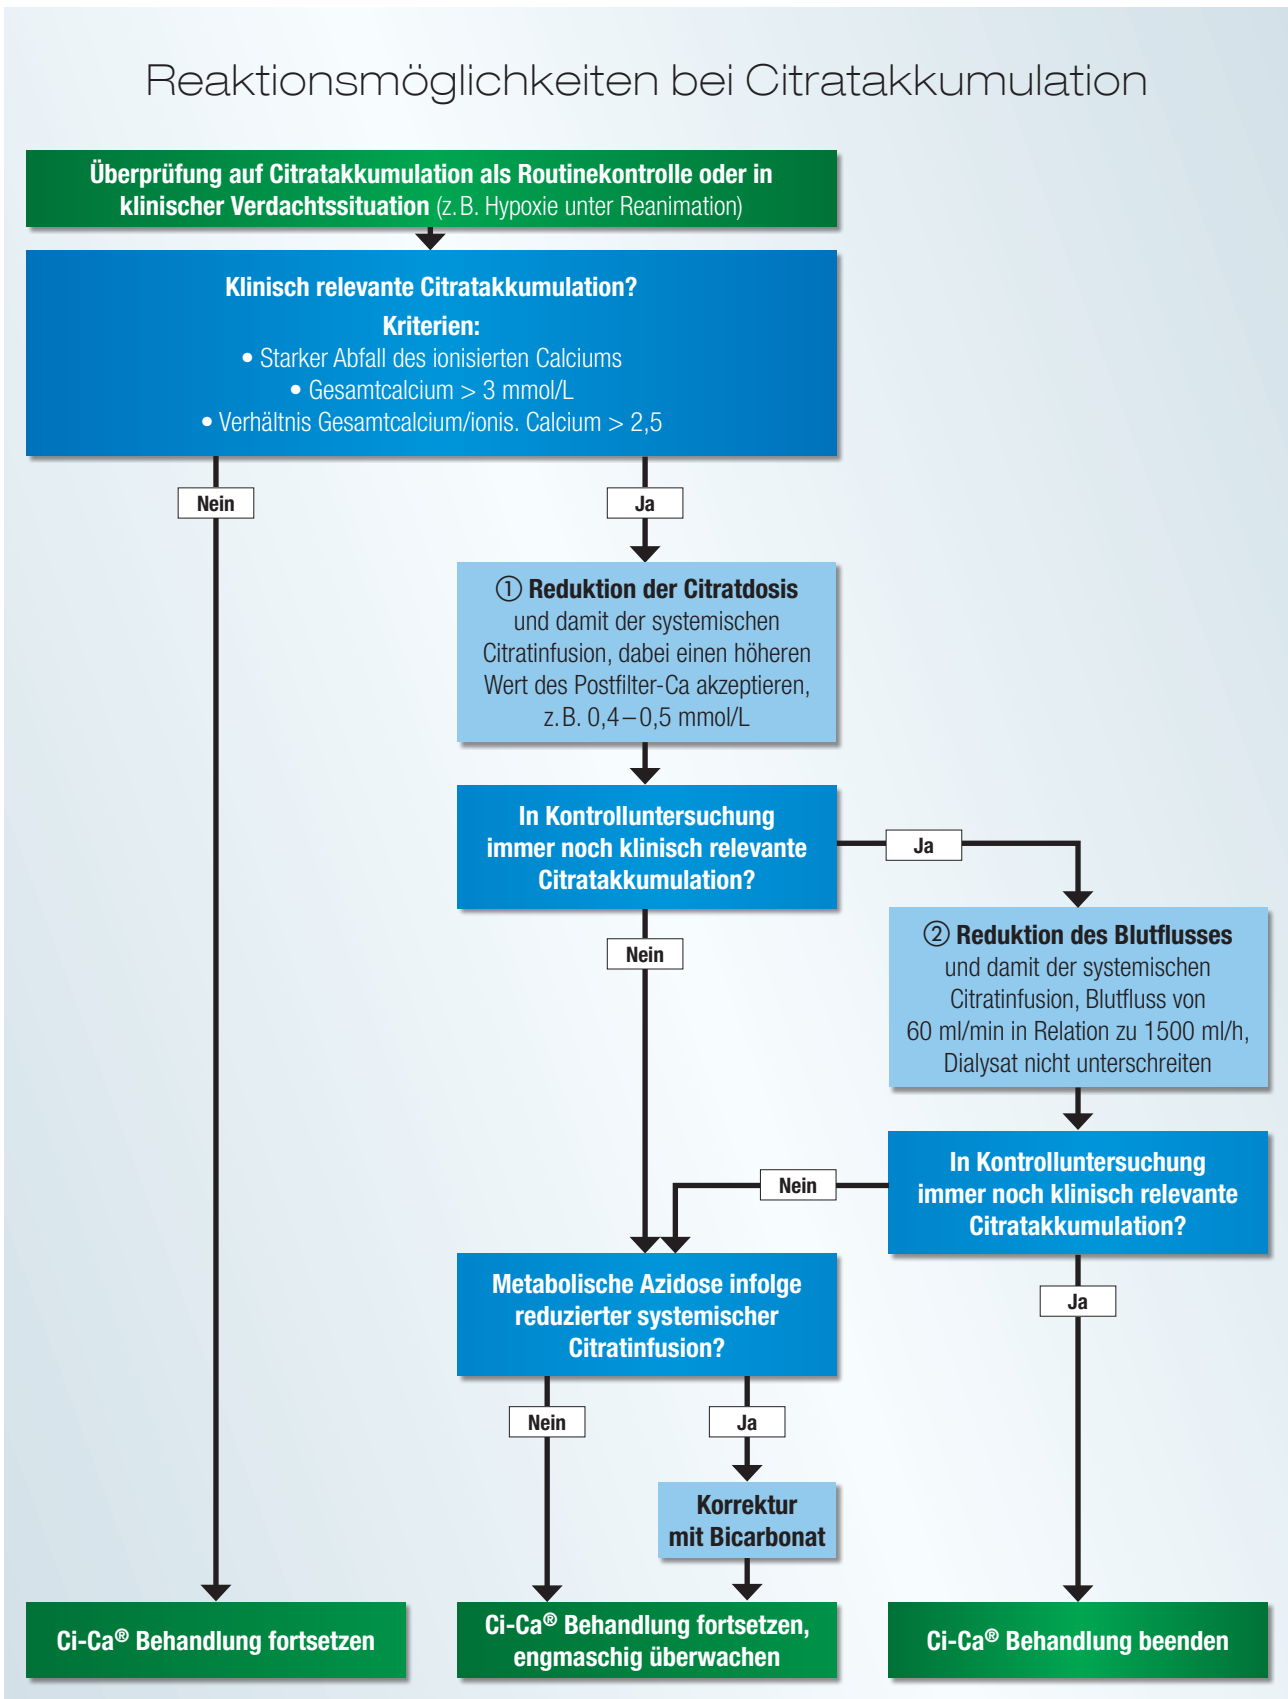 Reaktionsmöglichkeiten bei Citratakkumulation
Überprüfung auf Citratakkumulation als Routinekontrolle oder in
klinischer Verdachtssituation (z. B. Hypoxie unter Reanimation)
Klinisch relevante Citratakkumulation?
Kriterien:
• Starker Abfall des ionisierten Calciums
• Gesamtcalcium > 3 mmol/L
• Verhältnis Gesamtcalcium/ionis. Calcium > 2,5
Nein
Ja
① Reduktion der Citratdosis
und damit der systemischen
Citratinfusion, dabei einen höheren
Wert des Postfilter-Ca akzeptieren,
z. B. 0,4 – 0,5 mmol/L
In Kontrolluntersuchung
immer noch klinisch relevante
Citratakkumulation?
Ja
Nein
② Reduktion des Blutflusses
und damit der systemischen
Citratinfusion, Blutfluss von
60 ml/min in Relation zu 1500 ml/h,
Dialysat nicht unterschreiten
In Kontrolluntersuchung
immer noch klinisch relevante
Citratakkumulation?
Nein
Ja
Metabolische Azidose infolge
reduzierter systemischer
Citratinfusion?
Nein
Ja
Korrektur
mit Bicarbonat
Ci-Ca® Behandlung fortsetzen
Ci-Ca® Behandlung fortsetzen,
engmaschig überwachen
Ci-Ca® Behandlung beenden